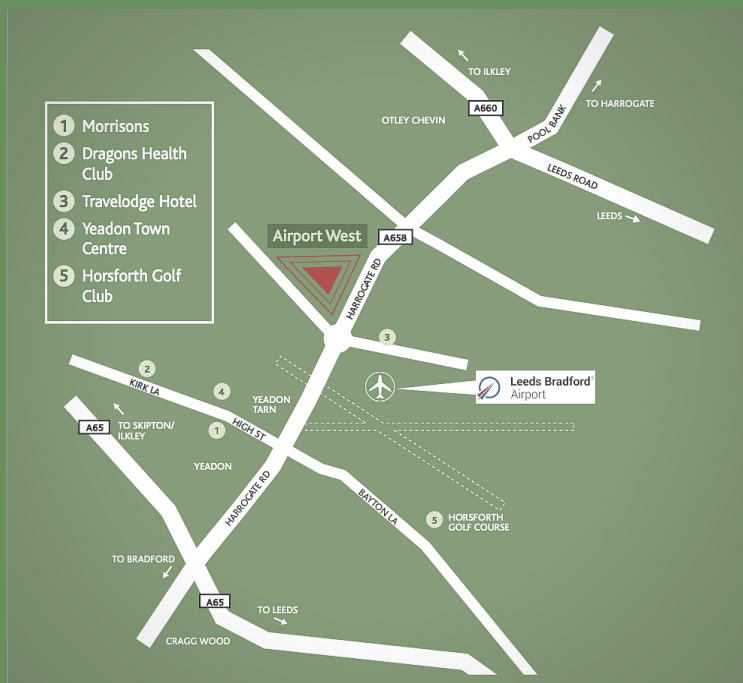 TO ILKLEY
A660
TO HARROGATE
OTLEY CHEVIN
POOL BANK
LEEDS ROAD
LEEDS
1 Morrisons
2 Dragons Health
Club
3 Travelodge Hotel
4 Yeadon Town
Centre
5 Horsforth Golf
Club
Airport West
A658
HARROGATE RD
3
2
KIRK LA
4
YEADON
TARN
Leeds Bradford
Airport
A65
TO SKIPTON/
ILKLEY
1
HIGH ST
YEADON
HARROGATE RD
BAYTON LA
5
HORSFORTH
GOLF COURSE
TO BRADFORD
A65
TO LEEDS
CRAGG WOOD